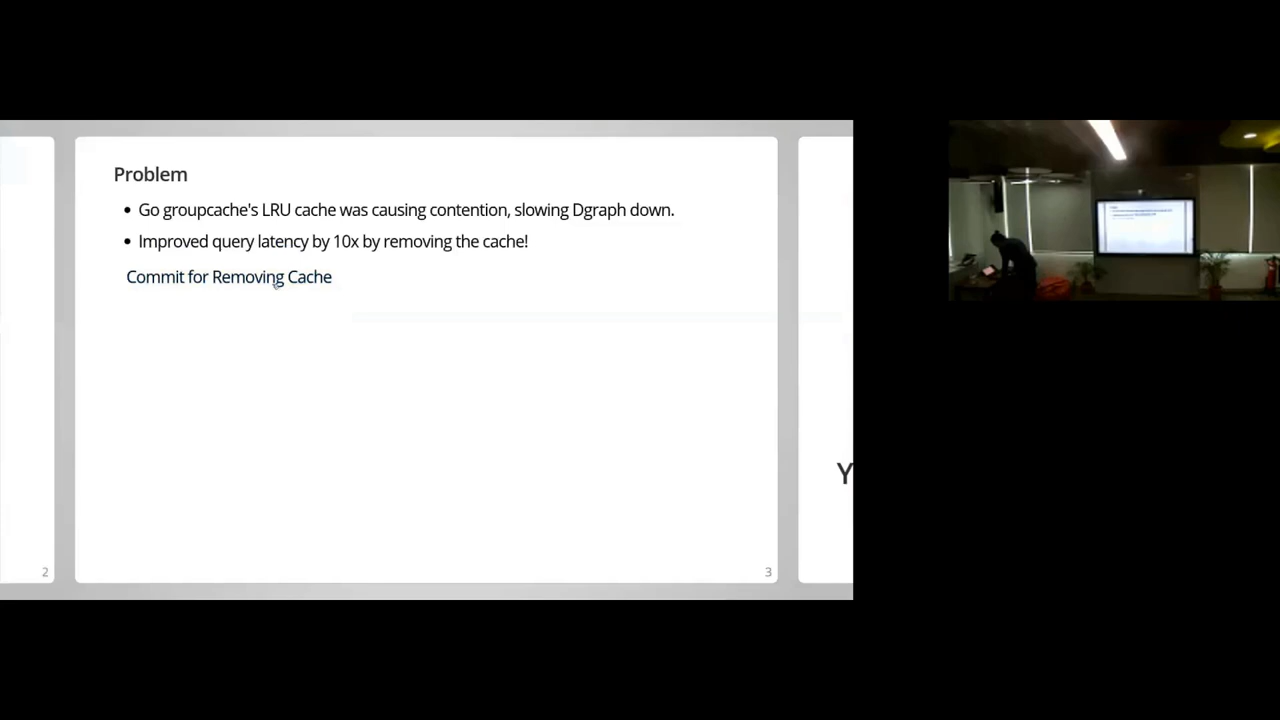 Problem
• Go groupcache's LRU cache was causing contention, slowing Dgraph down.
• Improved query latency by 10x by removing the cache!
Commit for Removing Cache
2
3
Y